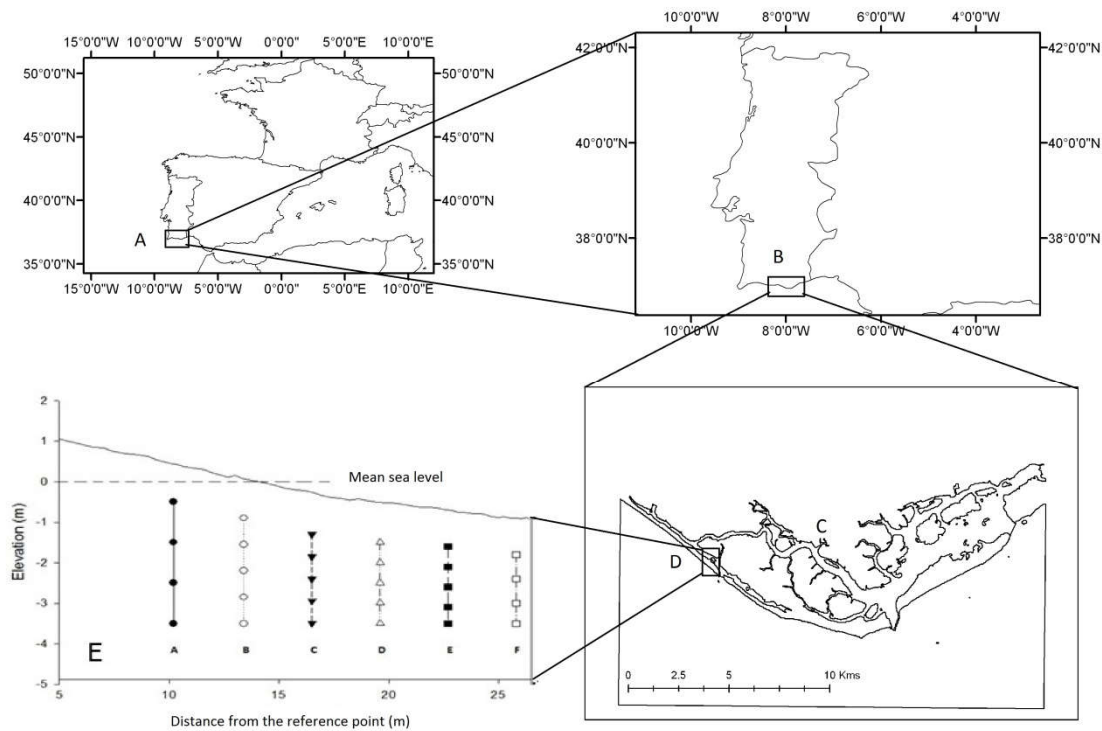 15°0'0"W 10°0'0"W 5°0'0"W 0°0'0" 5°0'0"E 10°0'0"E
50°0'0"N 50°0'0"N
45°0'0"N 45°0'0"N
40°0'0"N 40°0'0"N
35°0'0"N 35°0'0"N
A
15°0'0"W 10°0'0"W 5°0'0"W 0°0'0" 5°0'0"E 10°0'0"E
10°0'0"W 8°0'0"W 6°0'0"W 4°0'0"W
42°0'0"N 42°0'0"N
40°0'0"N 40°0'0"N
38°0'0"N 38°0'0"N
B
10°0'0"W 8°0'0"W 6°0'0"W 4°0'0"W
2
1
0
-1
-2
-3
-4
-5
Elevation (m)
Mean sea level
A B C D E F
E
5 10 15 20 25
Distance from the reference point (m)
C
D
0 2.5 5 10 Kms